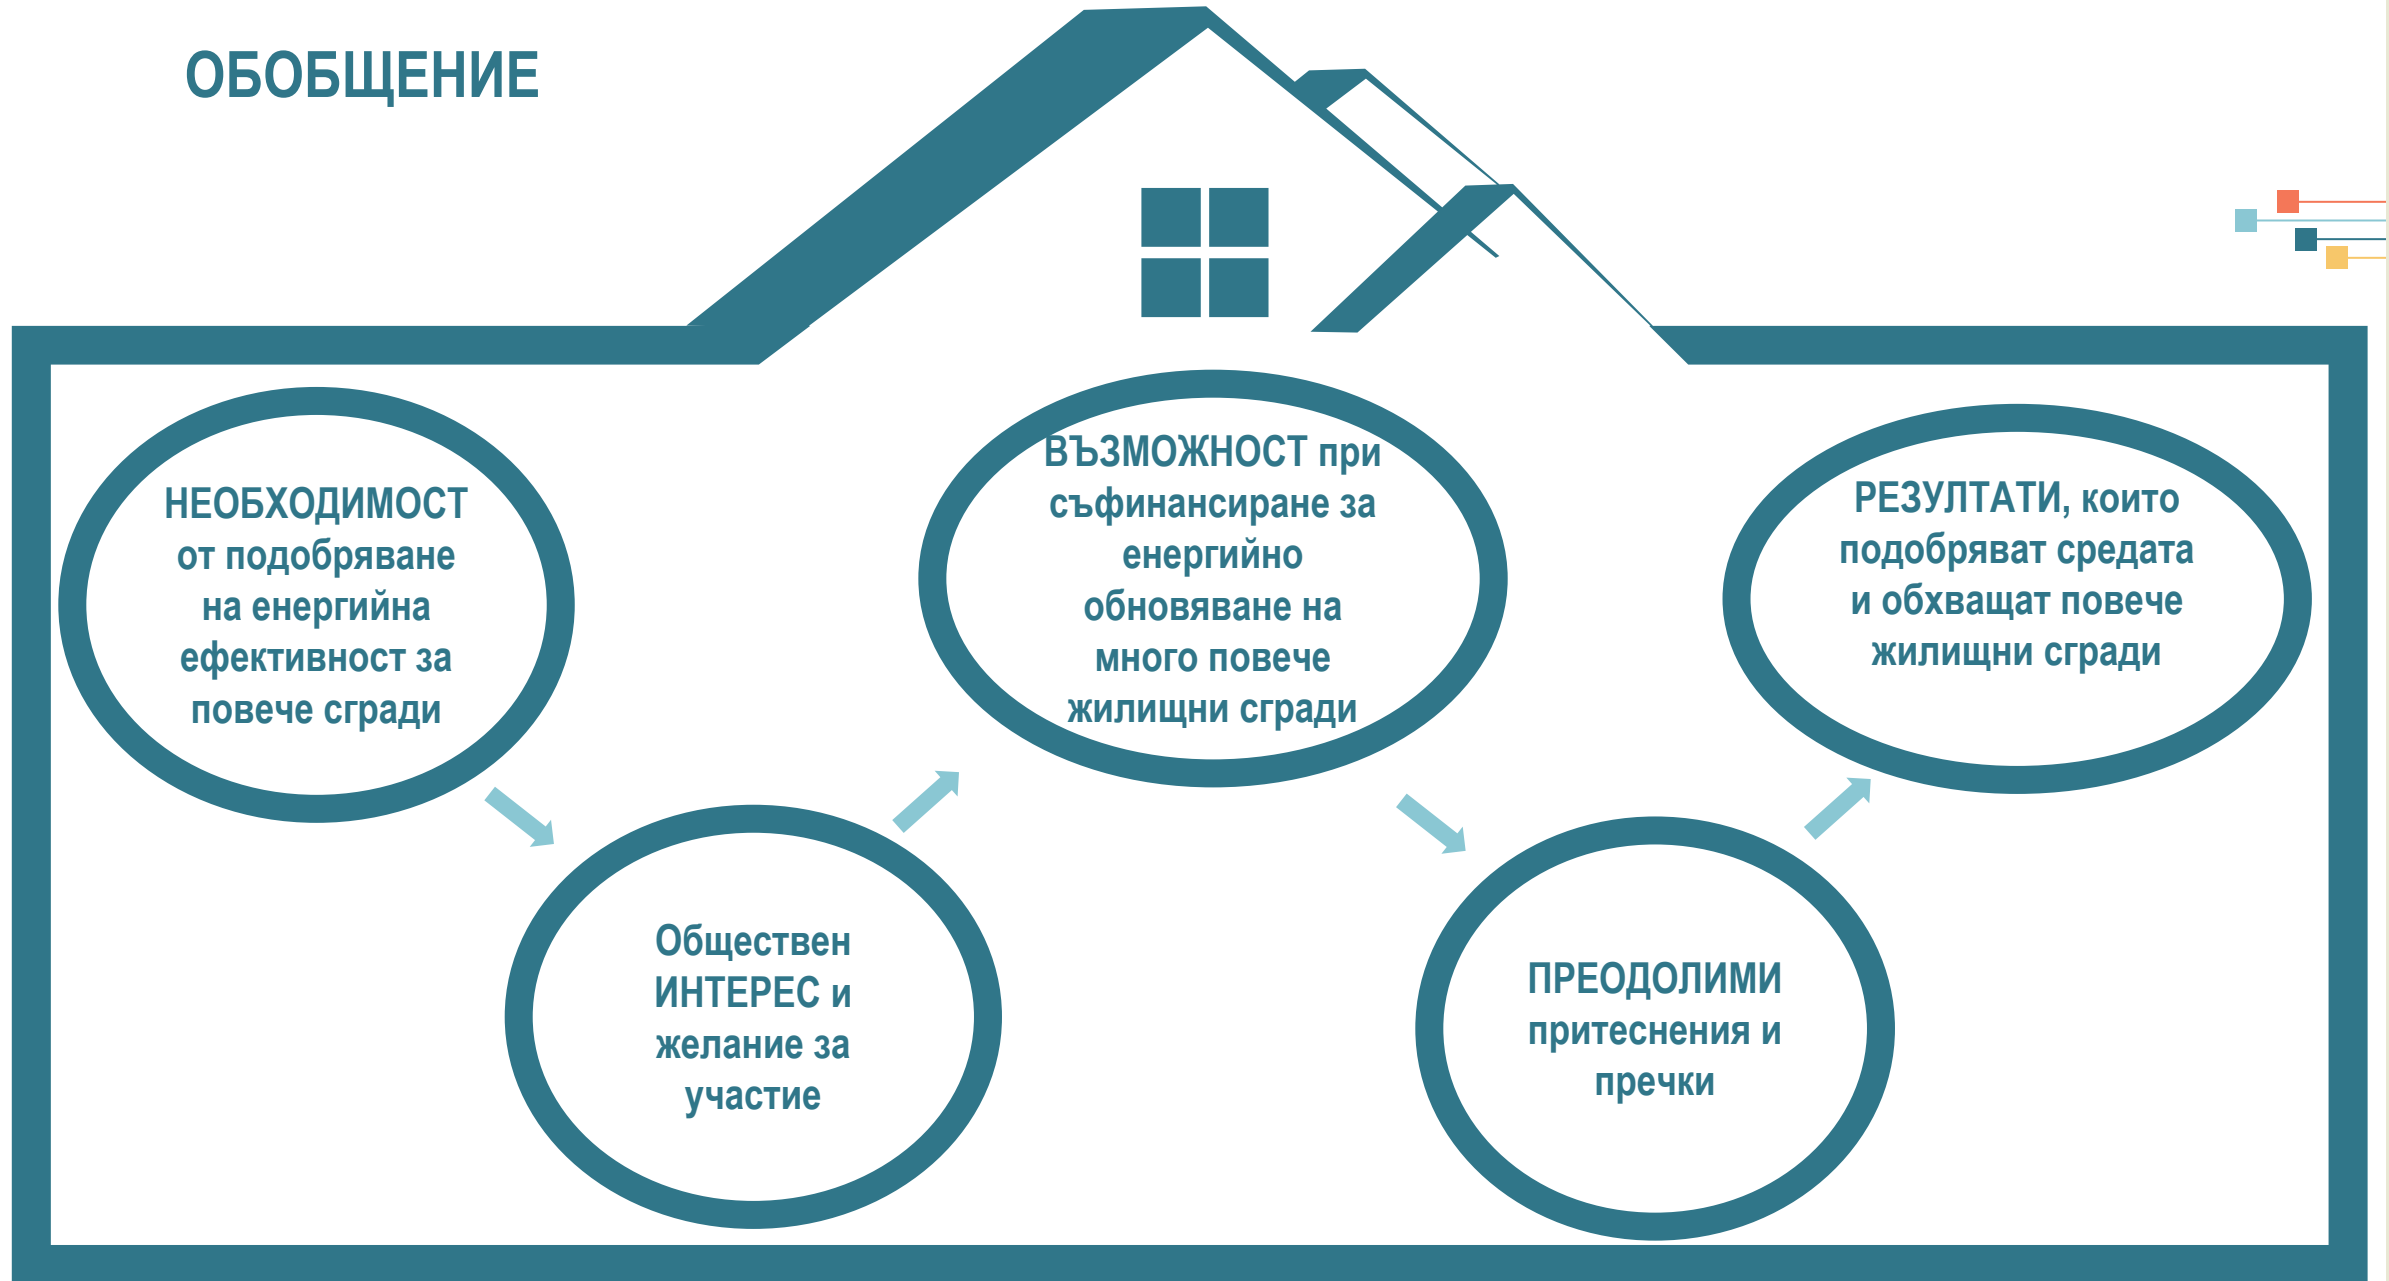 ОБОБЩЕНИЕ
НЕОБХОДИМОСТ
от подобряване
на енергийна
ефективност за
повече сгради
Обществен
ИНТЕРЕС и
желание за
участие
ВЪЗМОЖНОСТ при
съфинансиране за
енергийно
обновяване на
много повече
жилищни сгради
ПРЕОДОЛИМИ
притеснения и
пречки
РЕЗУЛТАТИ, които
подобряват средата
и обхващат повече
жилищни сгради